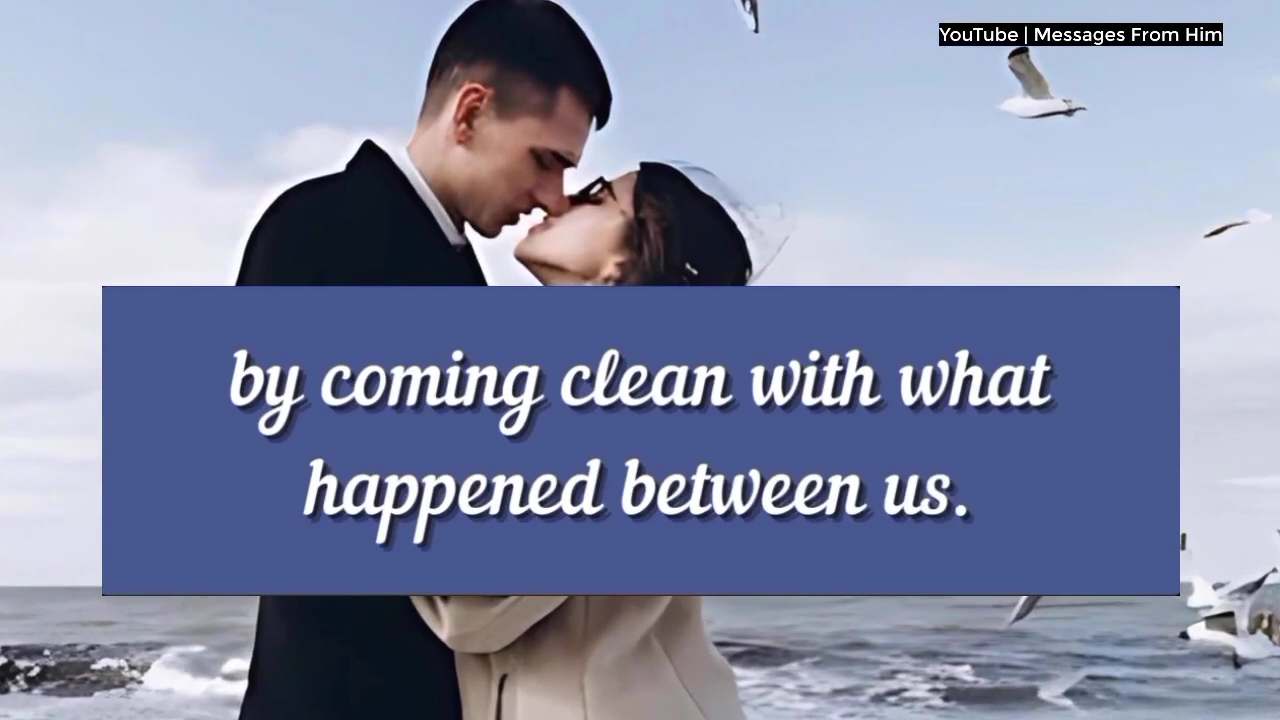 YouTube | Messages From Him
by coming clean with what
happened between us.